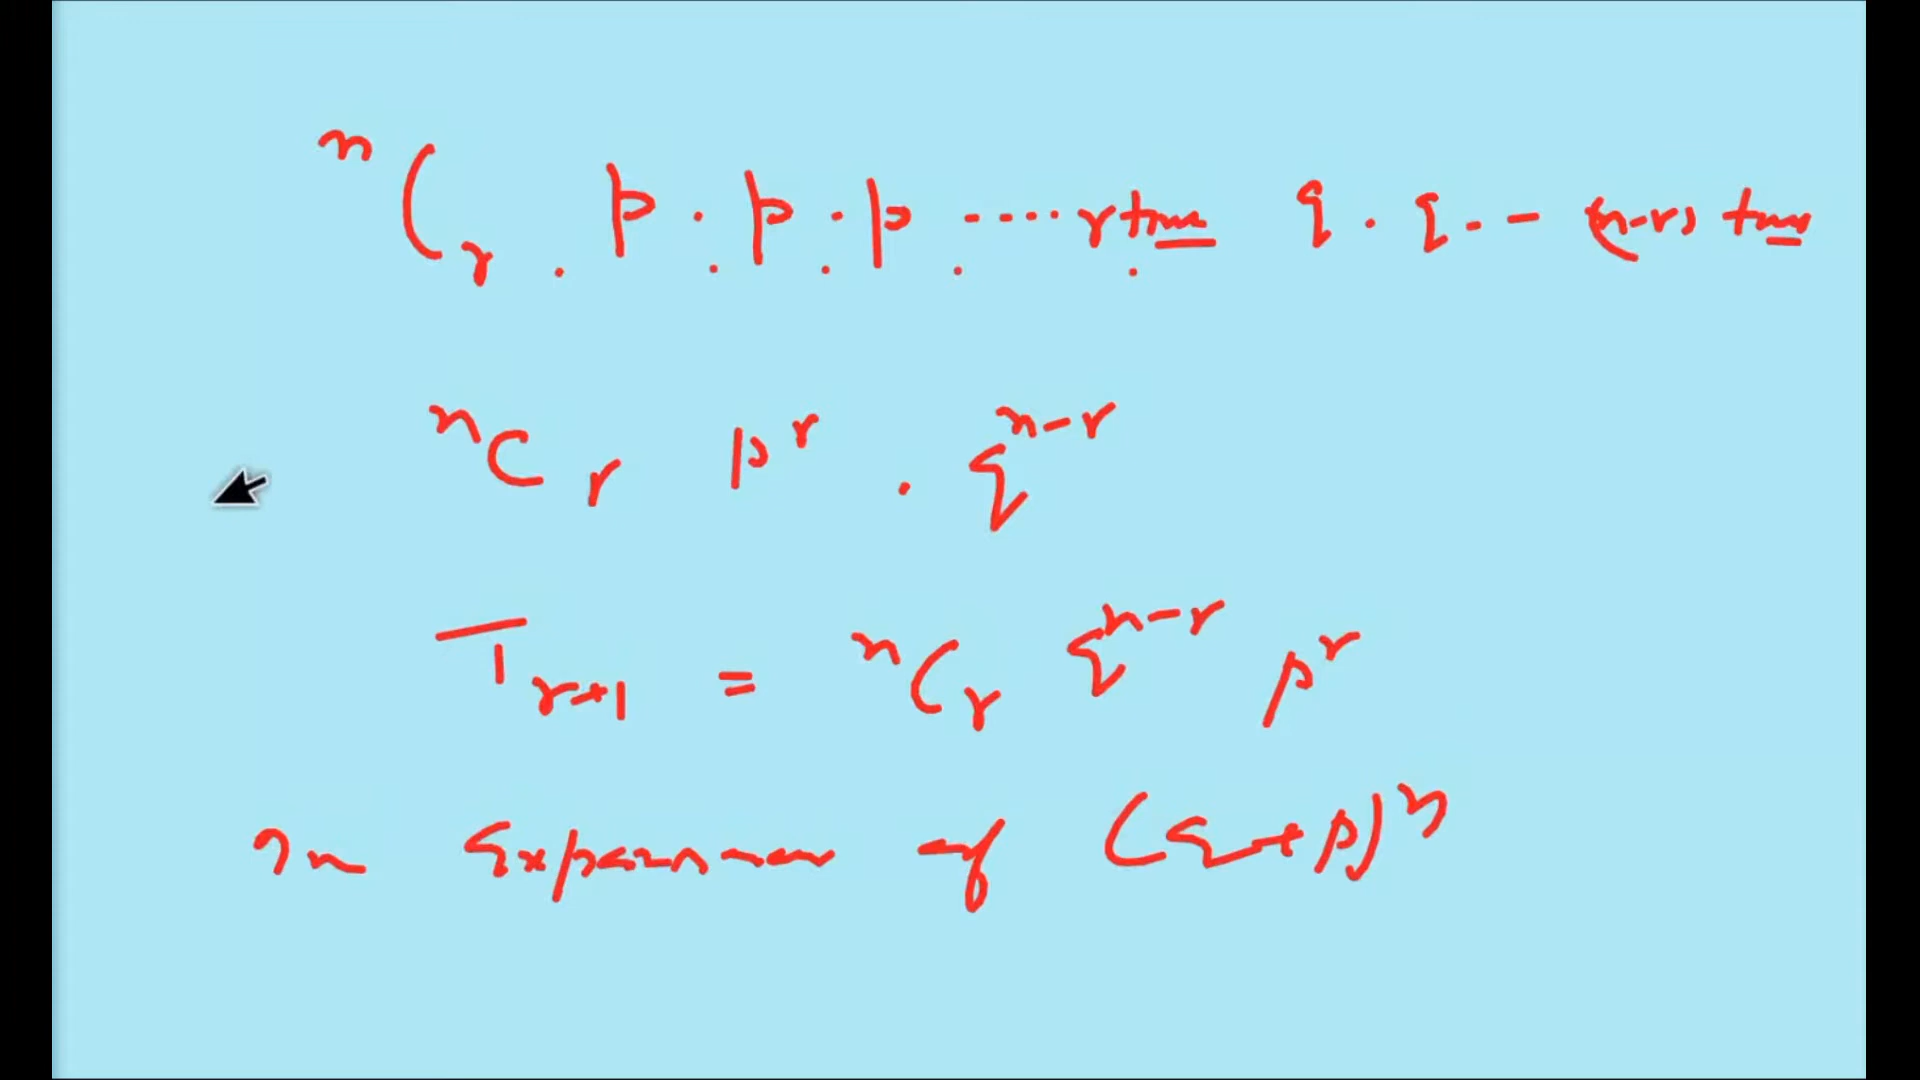 ⁿCᵣ . p . p . p ..... r times q . q . - (n-r) times
ⁿCᵣ pʳ . qⁿ⁻ʳ
Tᵣ₊₁ = ⁿCᵣ qⁿ⁻ʳ pʳ
In Expansion of (q+p)ⁿ